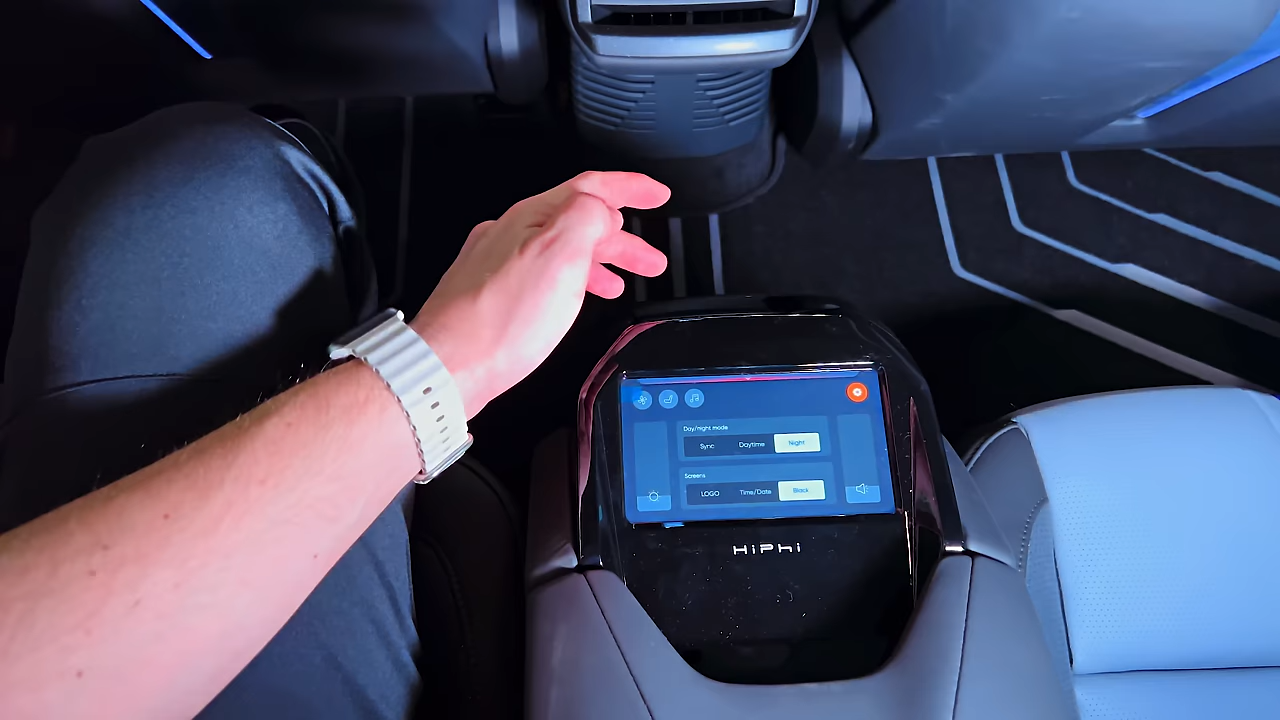 Day/night mode
Sync Daytime Night
Screens
LOGO Time/Date Black
HiPhi